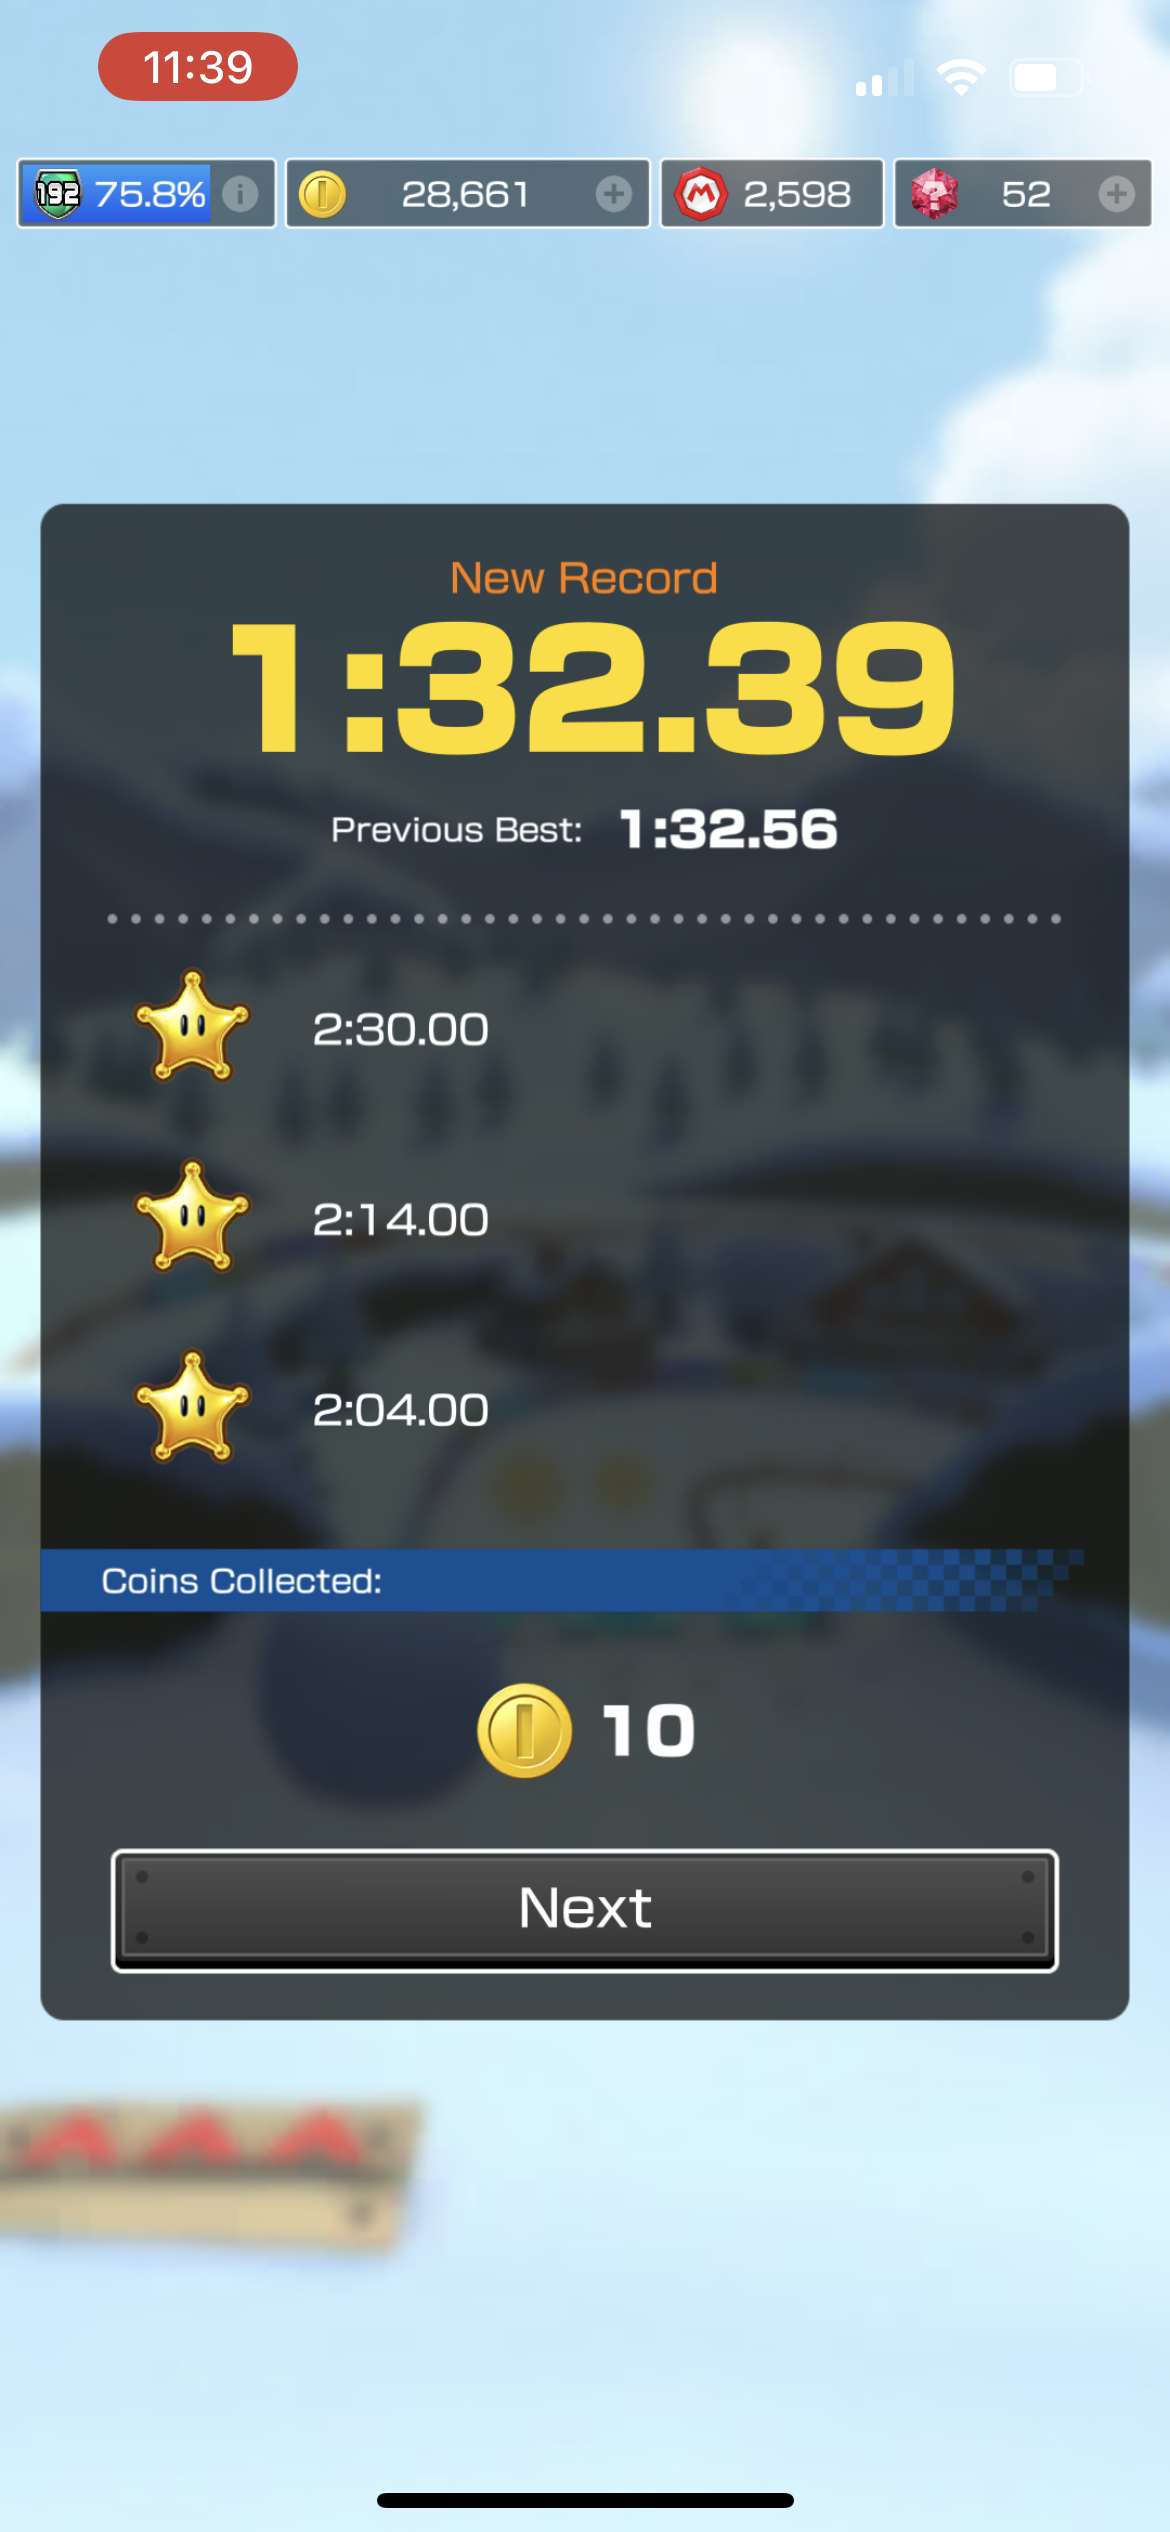 11:39
192 75.8% i 28,661 + M 2,598 ? 52 +
New Record
1:32.39
Previous Best: 1:32.56
2:30.00
2:14.00
2:04.00
Coins Collected:
10
Next